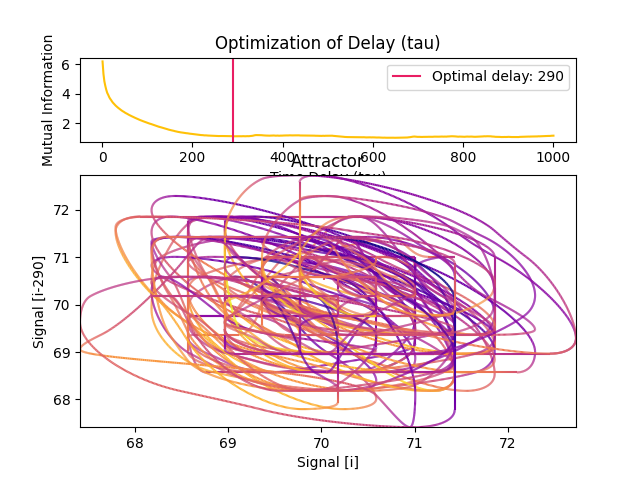 Optimization of Delay (tau)
Mutual Information
6
4
2
Optimal delay: 290
0 200 400 600 800 1000
Time Delay (tau)
Attractor
Signal [i-290]
72
71
70
69
68
68 69 70 71 72
Signal [i]